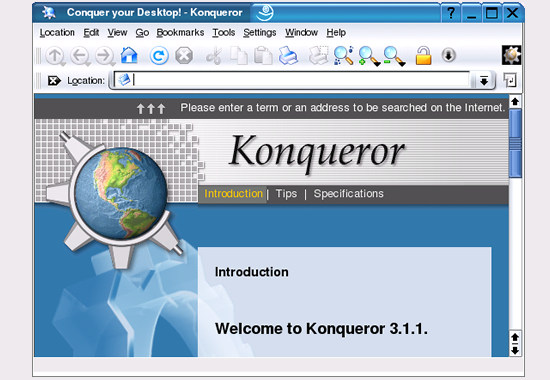 Conquer your Desktop! - Konqueror
Location Edit View Go Bookmarks Tools Settings Window Help
Location:
Please enter a term or an address to be searched on the Internet.
Konqueror
Introduction | Tips | Specifications
Introduction
Welcome to Konqueror 3.1.1.